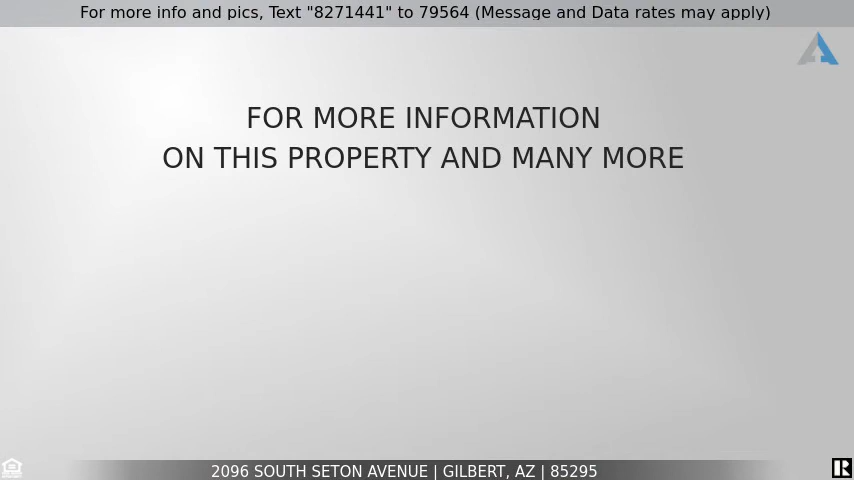 For more info and pics, Text "8271441" to 79564 (Message and Data rates may apply)
FOR MORE INFORMATION
ON THIS PROPERTY AND MANY MORE
2096 SOUTH SETON AVENUE | GILBERT, AZ | 85295